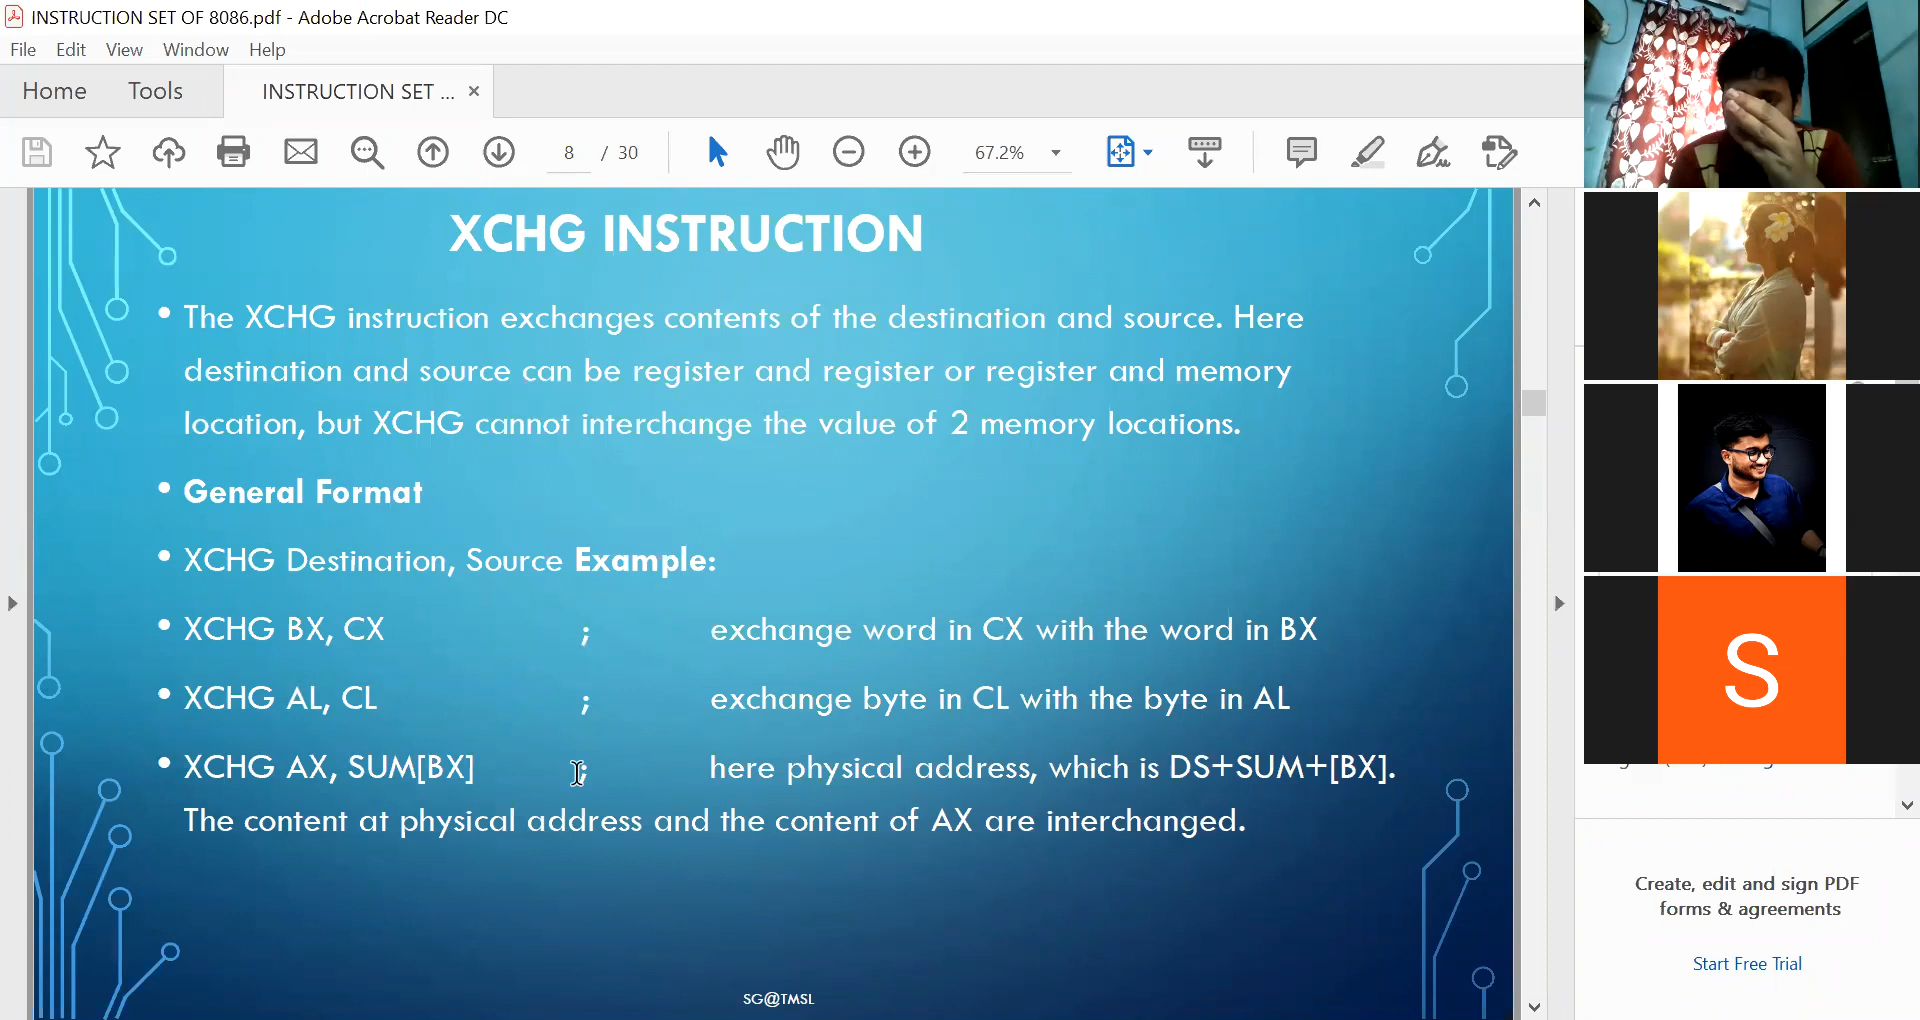 INSTRUCTION SET OF 8086.pdf - Adobe Acrobat Reader DC
File Edit View Window Help
Home Tools INSTRUCTION SET ... ×
8 / 30 67.2%
XCHG INSTRUCTION
• The XCHG instruction exchanges contents of the destination and source. Here
destination and source can be register and register or register and memory
location, but XCHG cannot interchange the value of 2 memory locations.
• General Format
• XCHG Destination, Source Example:
• XCHG BX, CX ; exchange word in CX with the word in BX
• XCHG AL, CL ; exchange byte in CL with the byte in AL
• XCHG AX, SUM[BX] ; here physical address, which is DS+SUM+[BX].
The content at physical address and the content of AX are interchanged.
SG@TMSL
S
Create, edit and sign PDF
forms & agreements
Start Free Trial